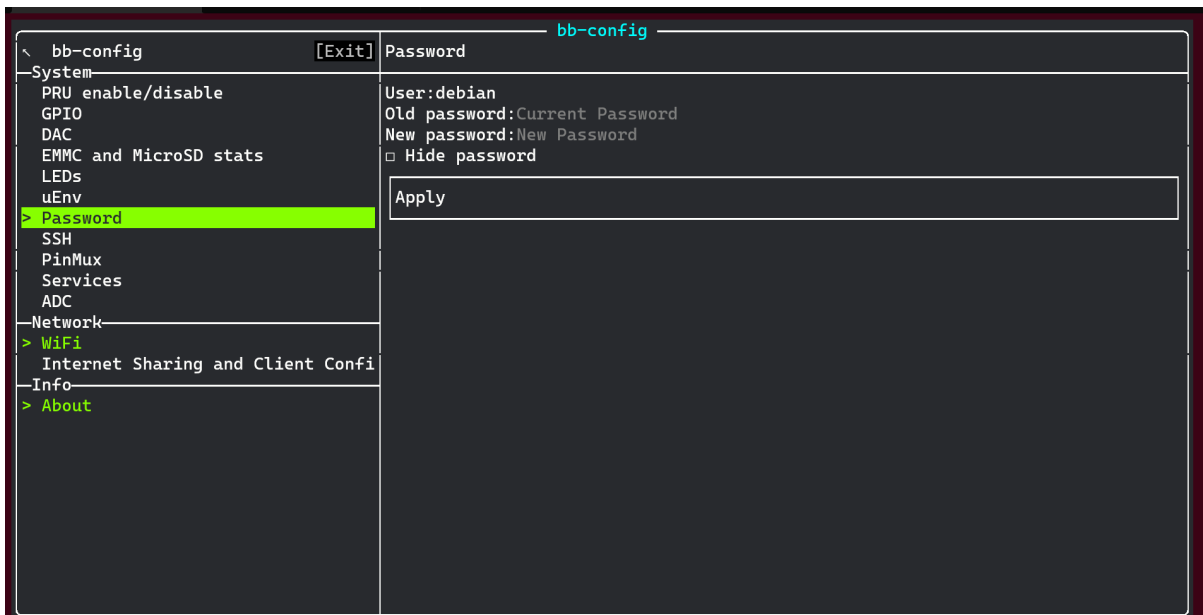 bb-config
↖ bb-config [Exit]
System
PRU enable/disable
GPIO
DAC
EMMC and MicroSD stats
LEDs
uEnv
> Password
SSH
PinMux
Services
ADC
Network
> WiFi
Internet Sharing and Client Confi
Info
> About
Password
User:debian
Old password:Current Password
New password:New Password
☐ Hide password
Apply